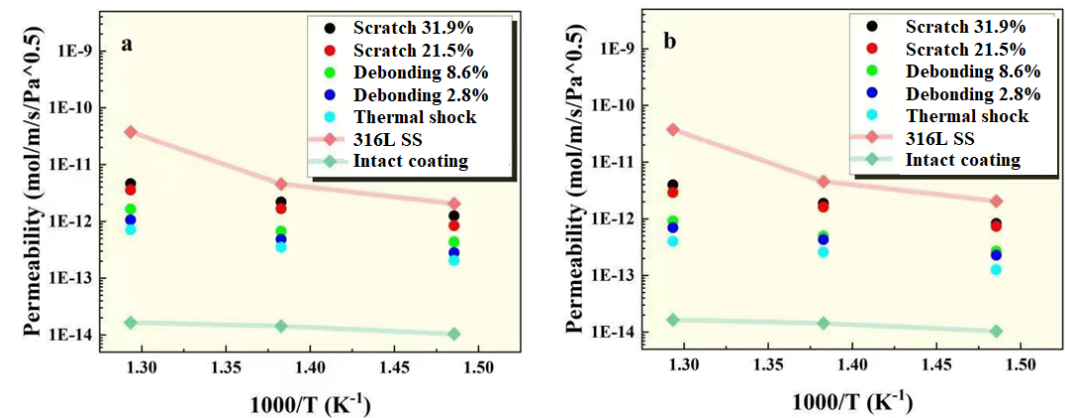 a
Scratch 31.9%
Scratch 21.5%
Debonding 8.6%
Debonding 2.8%
Thermal shock
316L SS
Intact coating
Permeability (mol/m/s/Pa^0.5)
1E-9
1E-10
1E-11
1E-12
1E-13
1E-14
1.30 1.35 1.40 1.45 1.50
1000/T (K⁻¹)
b
Scratch 31.9%
Scratch 21.5%
Debonding 8.6%
Debonding 2.8%
Thermal shock
316L SS
Intact coating
Permeability (mol/m/s/Pa^0.5)
1E-9
1E-10
1E-11
1E-12
1E-13
1E-14
1.30 1.35 1.40 1.45 1.50
1000/T (K⁻¹)